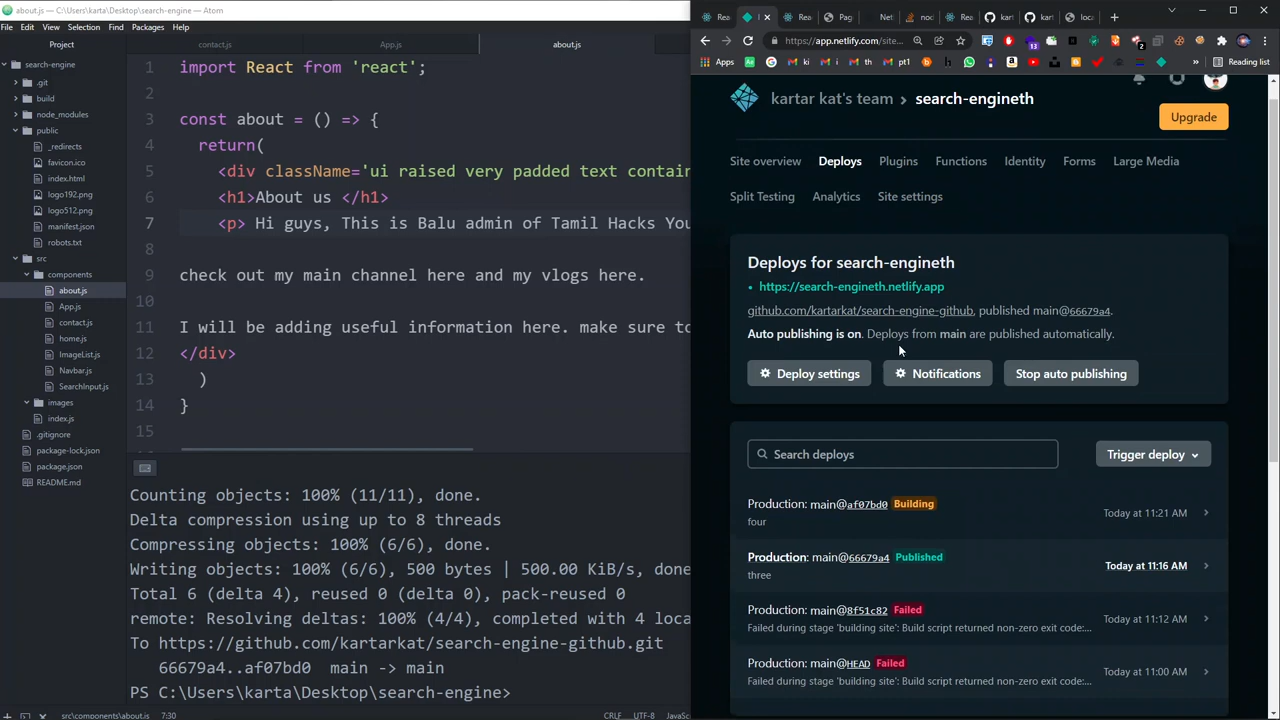 about.js — C:\Users\karta\Desktop\search-engine — Atom
File Edit View Selection Find Packages Help
Project
search-engine
.git
build
node_modules
public
_redirects
favicon.ico
index.html
logo192.png
logo512.png
manifest.json
robots.txt
src
components
about.js
App.js
contact.js
home.js
ImageList.js
Navbar.js
SearchInput.js
images
index.js
.gitignore
package-lock.json
package.json
README.md
contact.js App.js about.js
1 import React from 'react';
2
3 const about = () => {
4 return(
5 <div className='ui raised very padded text contain
6 <h1>About us </h1>
7 <p> Hi guys, This is Balu admin of Tamil Hacks You
8
9 check out my main channel here and my vlogs here.
10
11 I will be adding useful information here. make sure to
12 </div>
13 )
14 }
15
Counting objects: 100% (11/11), done.
Delta compression using up to 8 threads
Compressing objects: 100% (6/6), done.
Writing objects: 100% (6/6), 500 bytes | 500.00 KiB/s, done
Total 6 (delta 4), reused 0 (delta 0), pack-reused 0
remote: Resolving deltas: 100% (4/4), completed with 4 loca
To https://github.com/kartarkat/search-engine-github.git
66679a4..af07bd0 main -> main
PS C:\Users\karta\Desktop\search-engine>
src\components\about.js 7:30 CRLF UTF-8 JavaSc
Rea Rea Pag Net noc Rea kart kart loca
https://app.netlify.com/site...
Apps ki i th pt1 Reading list
kartar kat's team > search-engineth
Upgrade
Site overview Deploys Plugins Functions Identity Forms Large Media
Split Testing Analytics Site settings
Deploys for search-engineth
https://search-engineth.netlify.app
github.com/kartarkat/search-engine-github, published main@66679a4.
Auto publishing is on. Deploys from main are published automatically.
Deploy settings Notifications Stop auto publishing
Search deploys Trigger deploy
Production: main@af07bd0 Building
four
Today at 11:21 AM
Production: main@66679a4 Published
three
Today at 11:16 AM
Production: main@8f51c82 Failed
Failed during stage 'building site': Build script returned non-zero exit code:...
Today at 11:12 AM
Production: main@HEAD Failed
Failed during stage 'building site': Build script returned non-zero exit code:...
Today at 11:00 AM